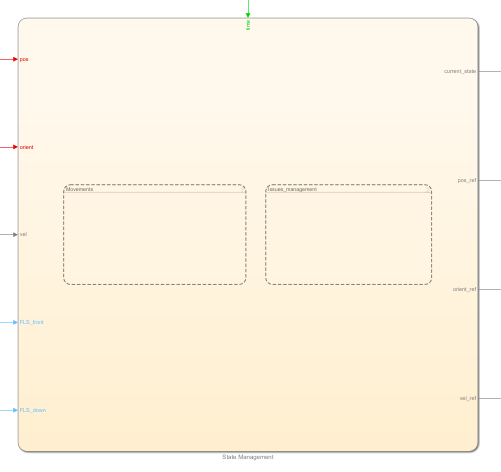 time
pos
current_state
orient
pos_ref
Movements
Issues_management
vel
orient_ref
FLS_front
vel_ref
FLS_down
State Management